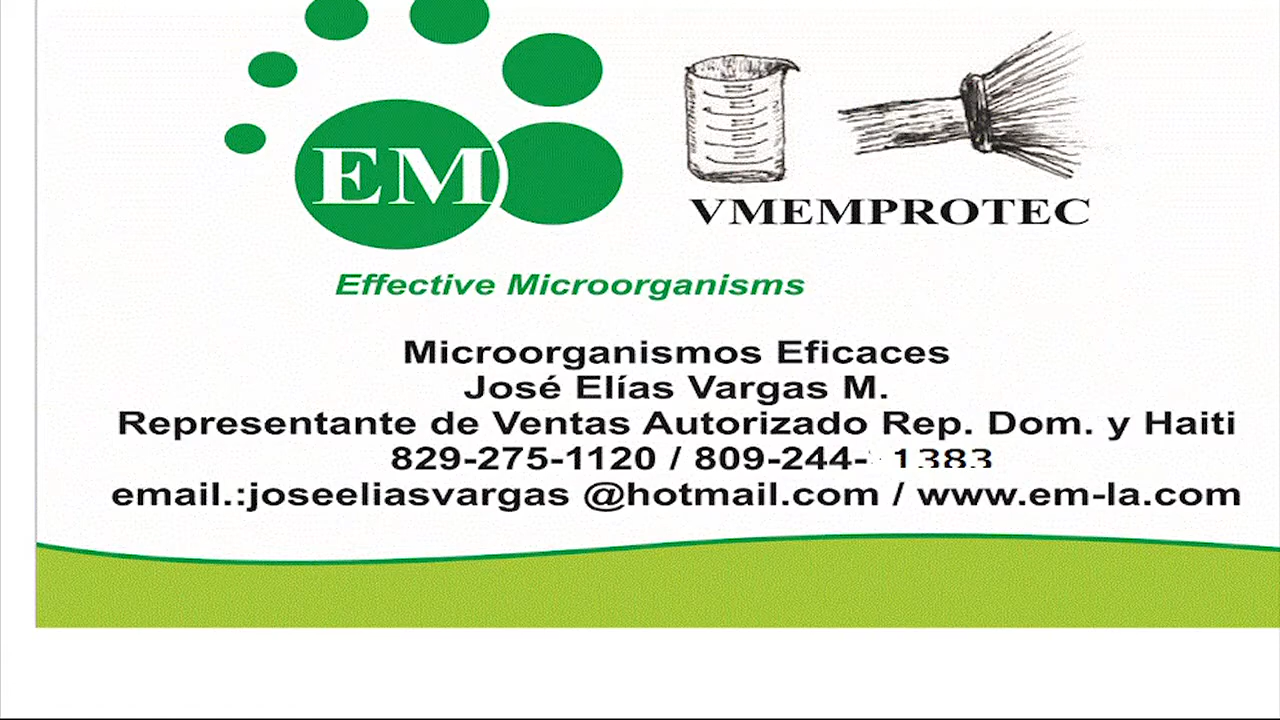 EM
VMEMPROTEC
Effective Microorganisms
Microorganismos Eficaces
José Elías Vargas M.
Representante de Ventas Autorizado Rep. Dom. y Haiti
829-275-1120 / 809-244- 1383
email.:joseeliasvargas @hotmail.com / www.em-la.com